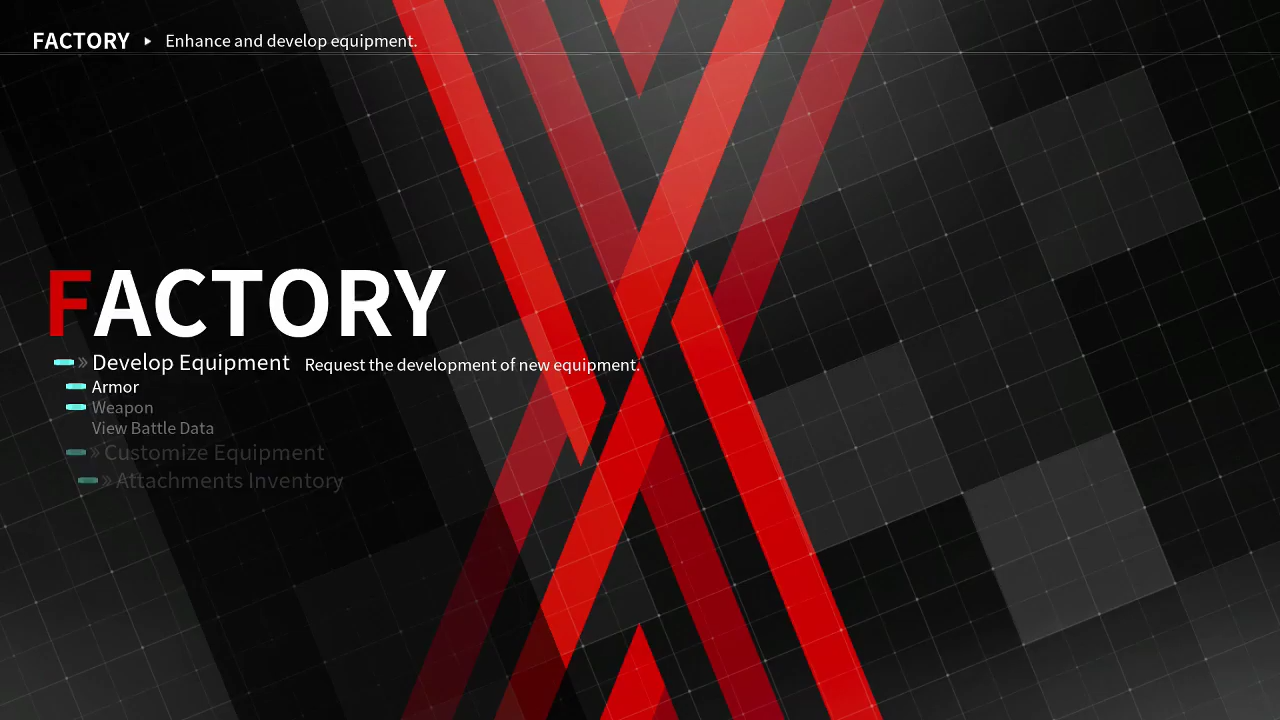 FACTORY ▸ Enhance and develop equipment.
FACTORY
» Develop Equipment Request the development of new equipment.
Armor
Weapon
View Battle Data
» Customize Equipment
» Attachments Inventory